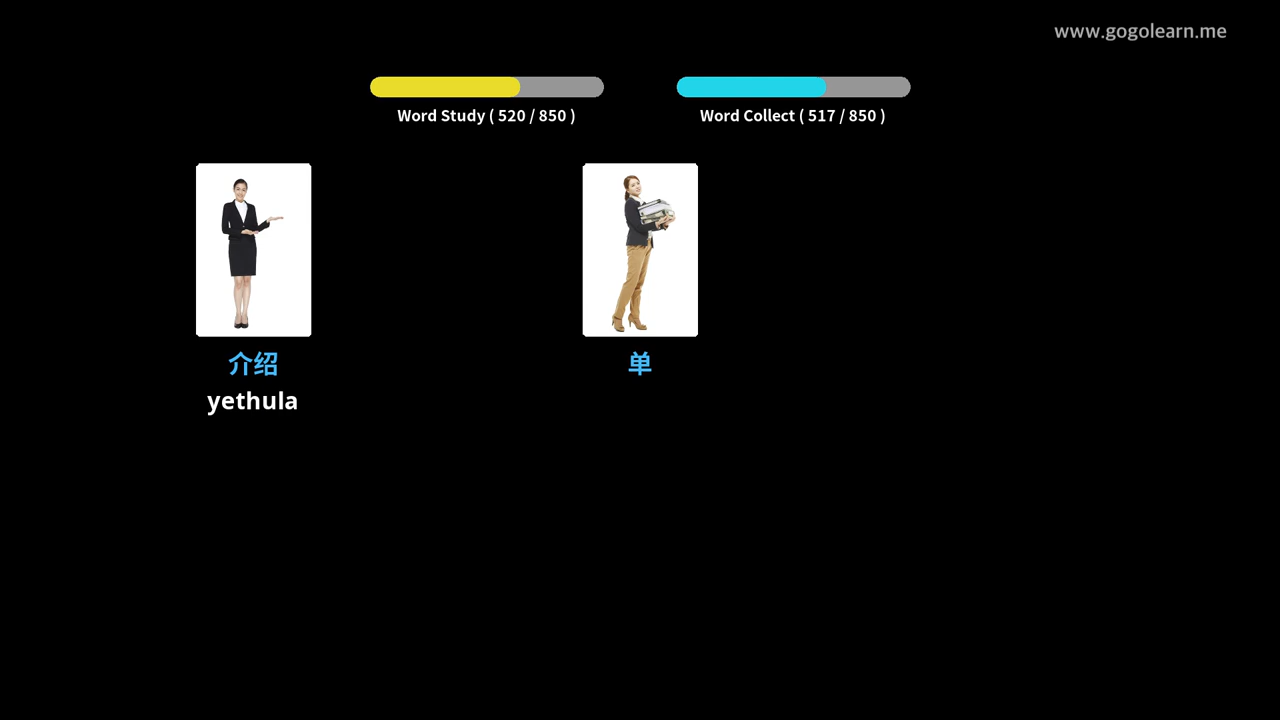 www.gogolearn.me
Word Study ( 520 / 850 )
Word Collect ( 517 / 850 )
介绍
yethula
单